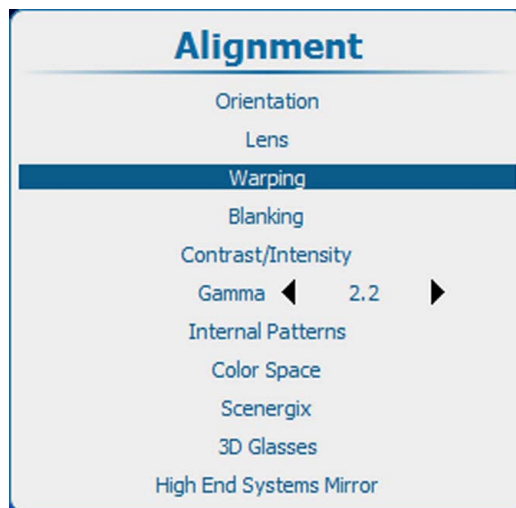 Alignment
Orientation
Lens
Warping
Blanking
Contrast/Intensity
Gamma 2.2
Internal Patterns
Color Space
Scenergix
3D Glasses
High End Systems Mirror